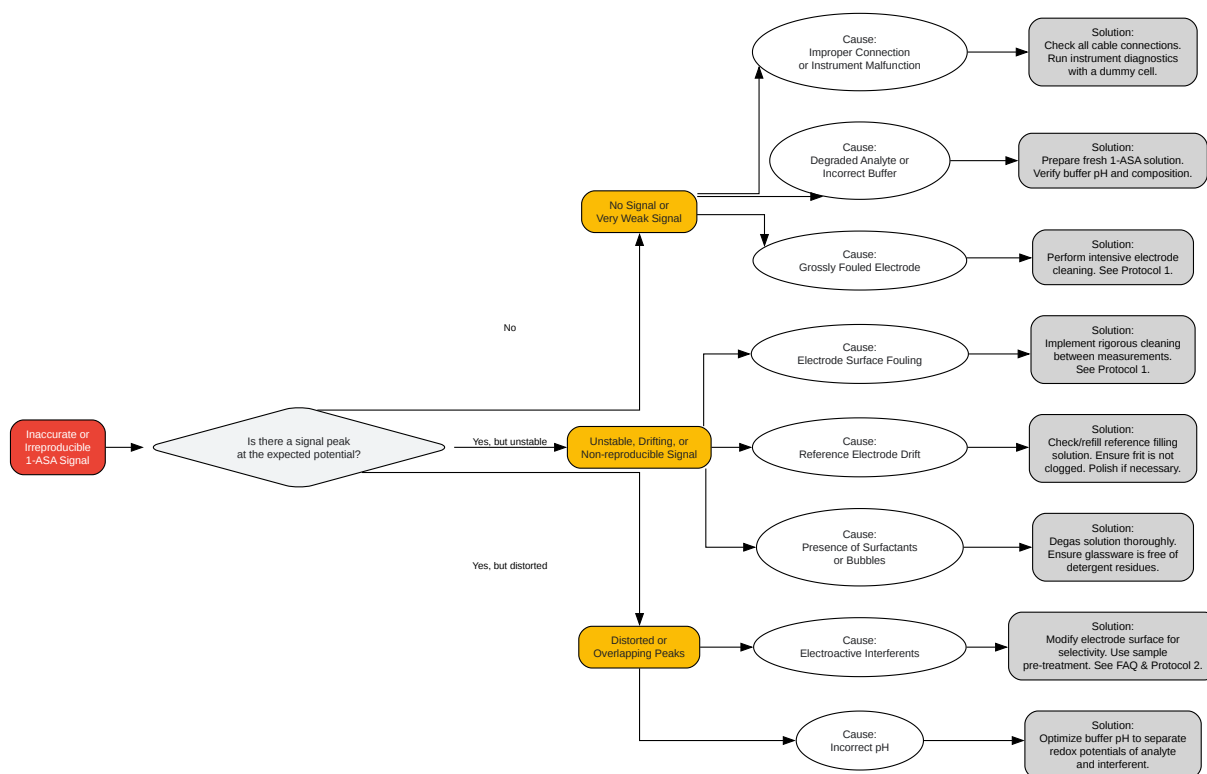 Inaccurate or
Irreproducible
1-ASA Signal
Is there a signal peak
at the expected potential?
No
Yes, but unstable
Yes, but distorted
No Signal or
Very Weak Signal
Cause:
Improper Connection
or Instrument Malfunction
Solution:
Check all cable connections.
Run instrument diagnostics
with a dummy cell.
Cause:
Degraded Analyte or
Incorrect Buffer
Solution:
Prepare fresh 1-ASA solution.
Verify buffer pH and composition.
Cause:
Grossly Fouled Electrode
Solution:
Perform intensive electrode
cleaning. See Protocol 1.
Unstable, Drifting, or
Non-reproducible Signal
Cause:
Electrode Surface Fouling
Solution:
Implement rigorous cleaning
between measurements.
See Protocol 1.
Cause:
Reference Electrode Drift
Solution:
Check/refill reference filling
solution. Ensure frit is not
clogged. Polish if necessary.
Cause:
Presence of Surfactants
or Bubbles
Solution:
Degas solution thoroughly.
Ensure glassware is free of
detergent residues.
Distorted or
Overlapping Peaks
Cause:
Electroactive Interferents
Solution:
Modify electrode surface for
selectivity. Use sample
pre-treatment. See FAQ & Protocol 2.
Cause:
Incorrect pH
Solution:
Optimize buffer pH to separate
redox potentials of analyte
and interferent.